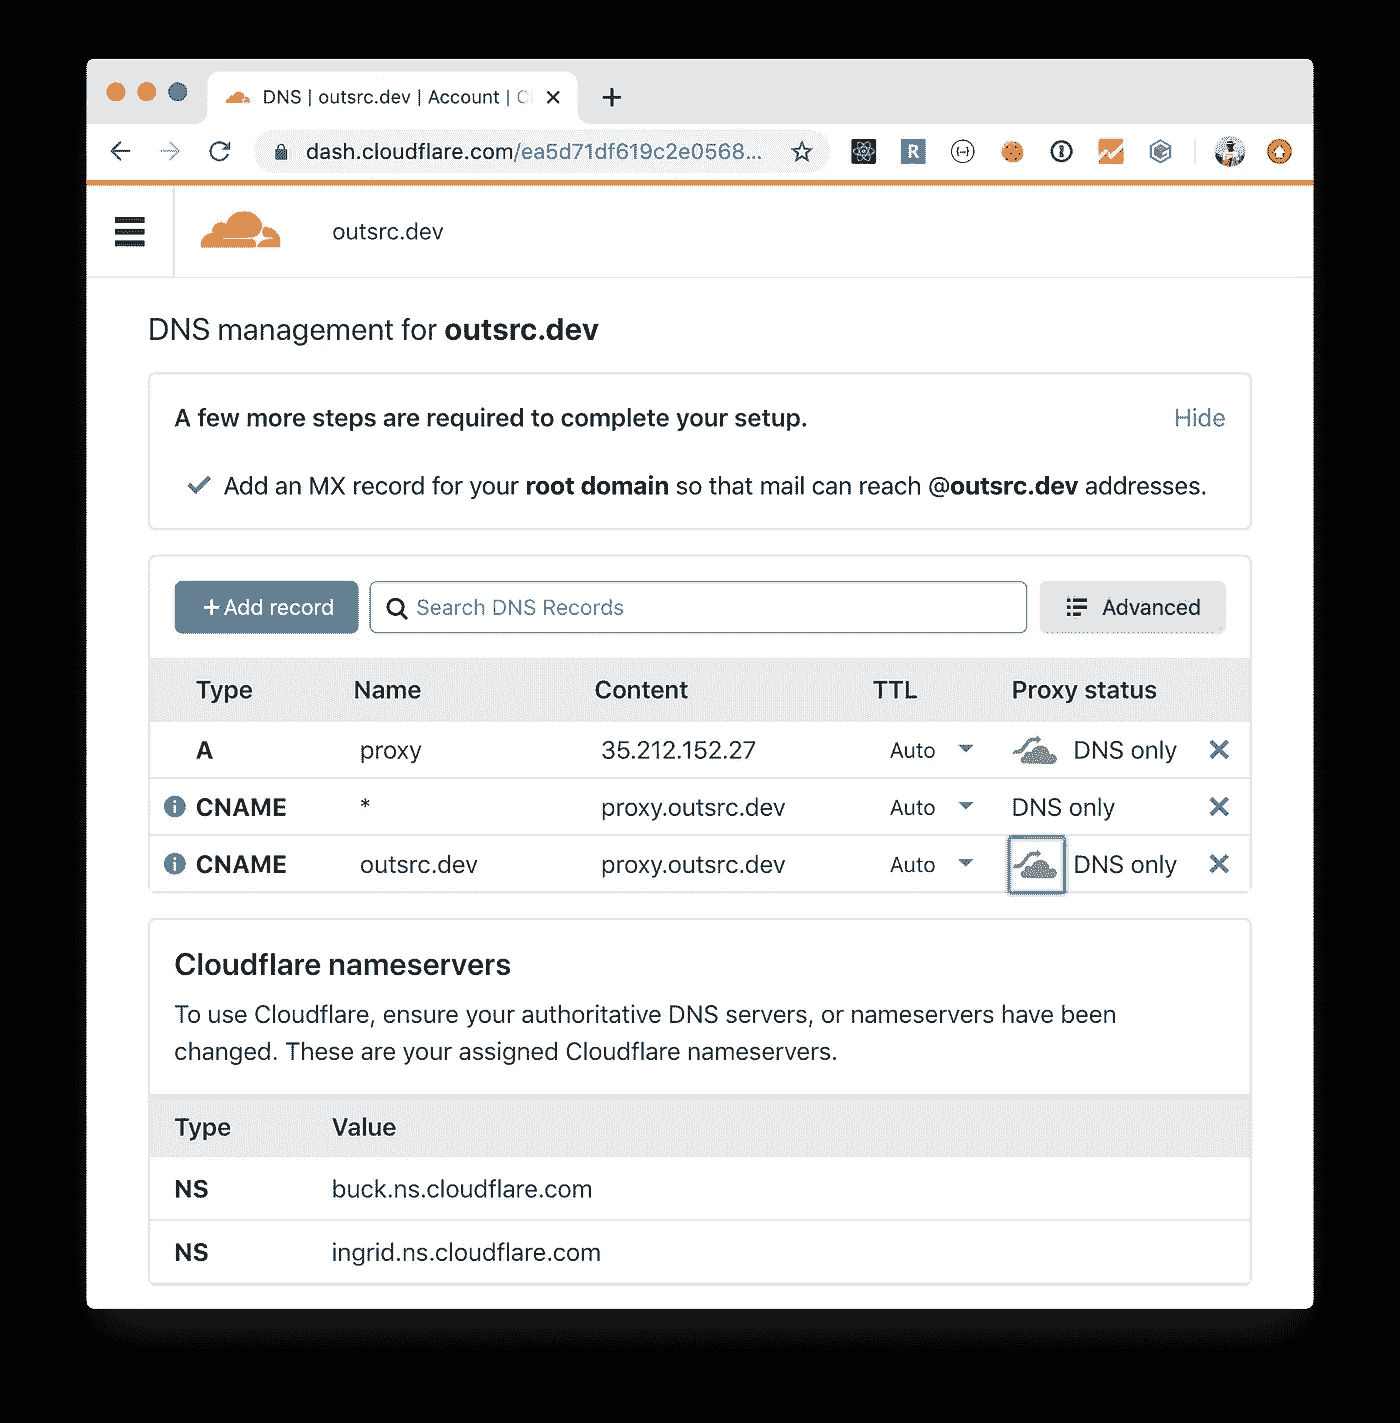 DNS | outsrc.dev | Account |
dash.cloudflare.com/ea5d71df619c2e0568...
R
outsrc.dev
DNS management for outsrc.dev
A few more steps are required to complete your setup.
Hide
Add an MX record for your root domain so that mail can reach @outsrc.dev addresses.
+ Add record
Search DNS Records
Advanced
Type Name Content TTL Proxy status
A proxy 35.212.152.27 Auto DNS only
CNAME * proxy.outsrc.dev Auto DNS only
CNAME outsrc.dev proxy.outsrc.dev Auto DNS only
Cloudflare nameservers
To use Cloudflare, ensure your authoritative DNS servers, or nameservers have been
changed. These are your assigned Cloudflare nameservers.
Type Value
NS buck.ns.cloudflare.com
NS ingrid.ns.cloudflare.com